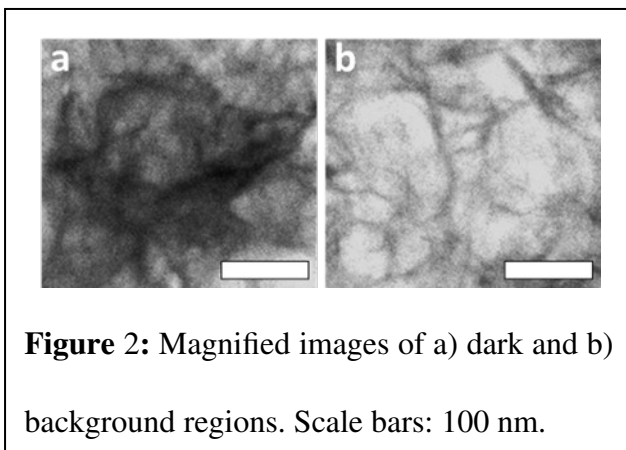 a b
Figure 2: Magnified images of a) dark and b)
background regions. Scale bars: 100 nm.